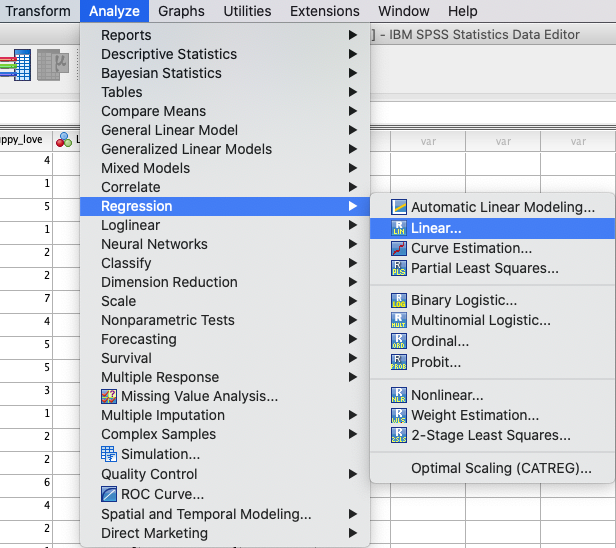 Transform Analyze Graphs Utilities Extensions Window Help
] - IBM SPSS Statistics Data Editor
Reports
Descriptive Statistics
Bayesian Statistics
Tables
Compare Means
General Linear Model
Generalized Linear Models
Mixed Models
Correlate
Regression
Loglinear
Neural Networks
Classify
Dimension Reduction
Scale
Nonparametric Tests
Forecasting
Survival
Multiple Response
Missing Value Analysis...
Multiple Imputation
Complex Samples
Simulation...
Quality Control
ROC Curve...
Spatial and Temporal Modeling...
Direct Marketing
Automatic Linear Modeling...
Linear...
Curve Estimation...
Partial Least Squares...
Binary Logistic...
Multinomial Logistic...
Ordinal...
Probit...
Nonlinear...
Weight Estimation...
2-Stage Least Squares...
Optimal Scaling (CATREG)...
uppy_love
var var var
4
1
5
1
2
2
7
4
5
5
5
3
1
2
2
6
4
2
2